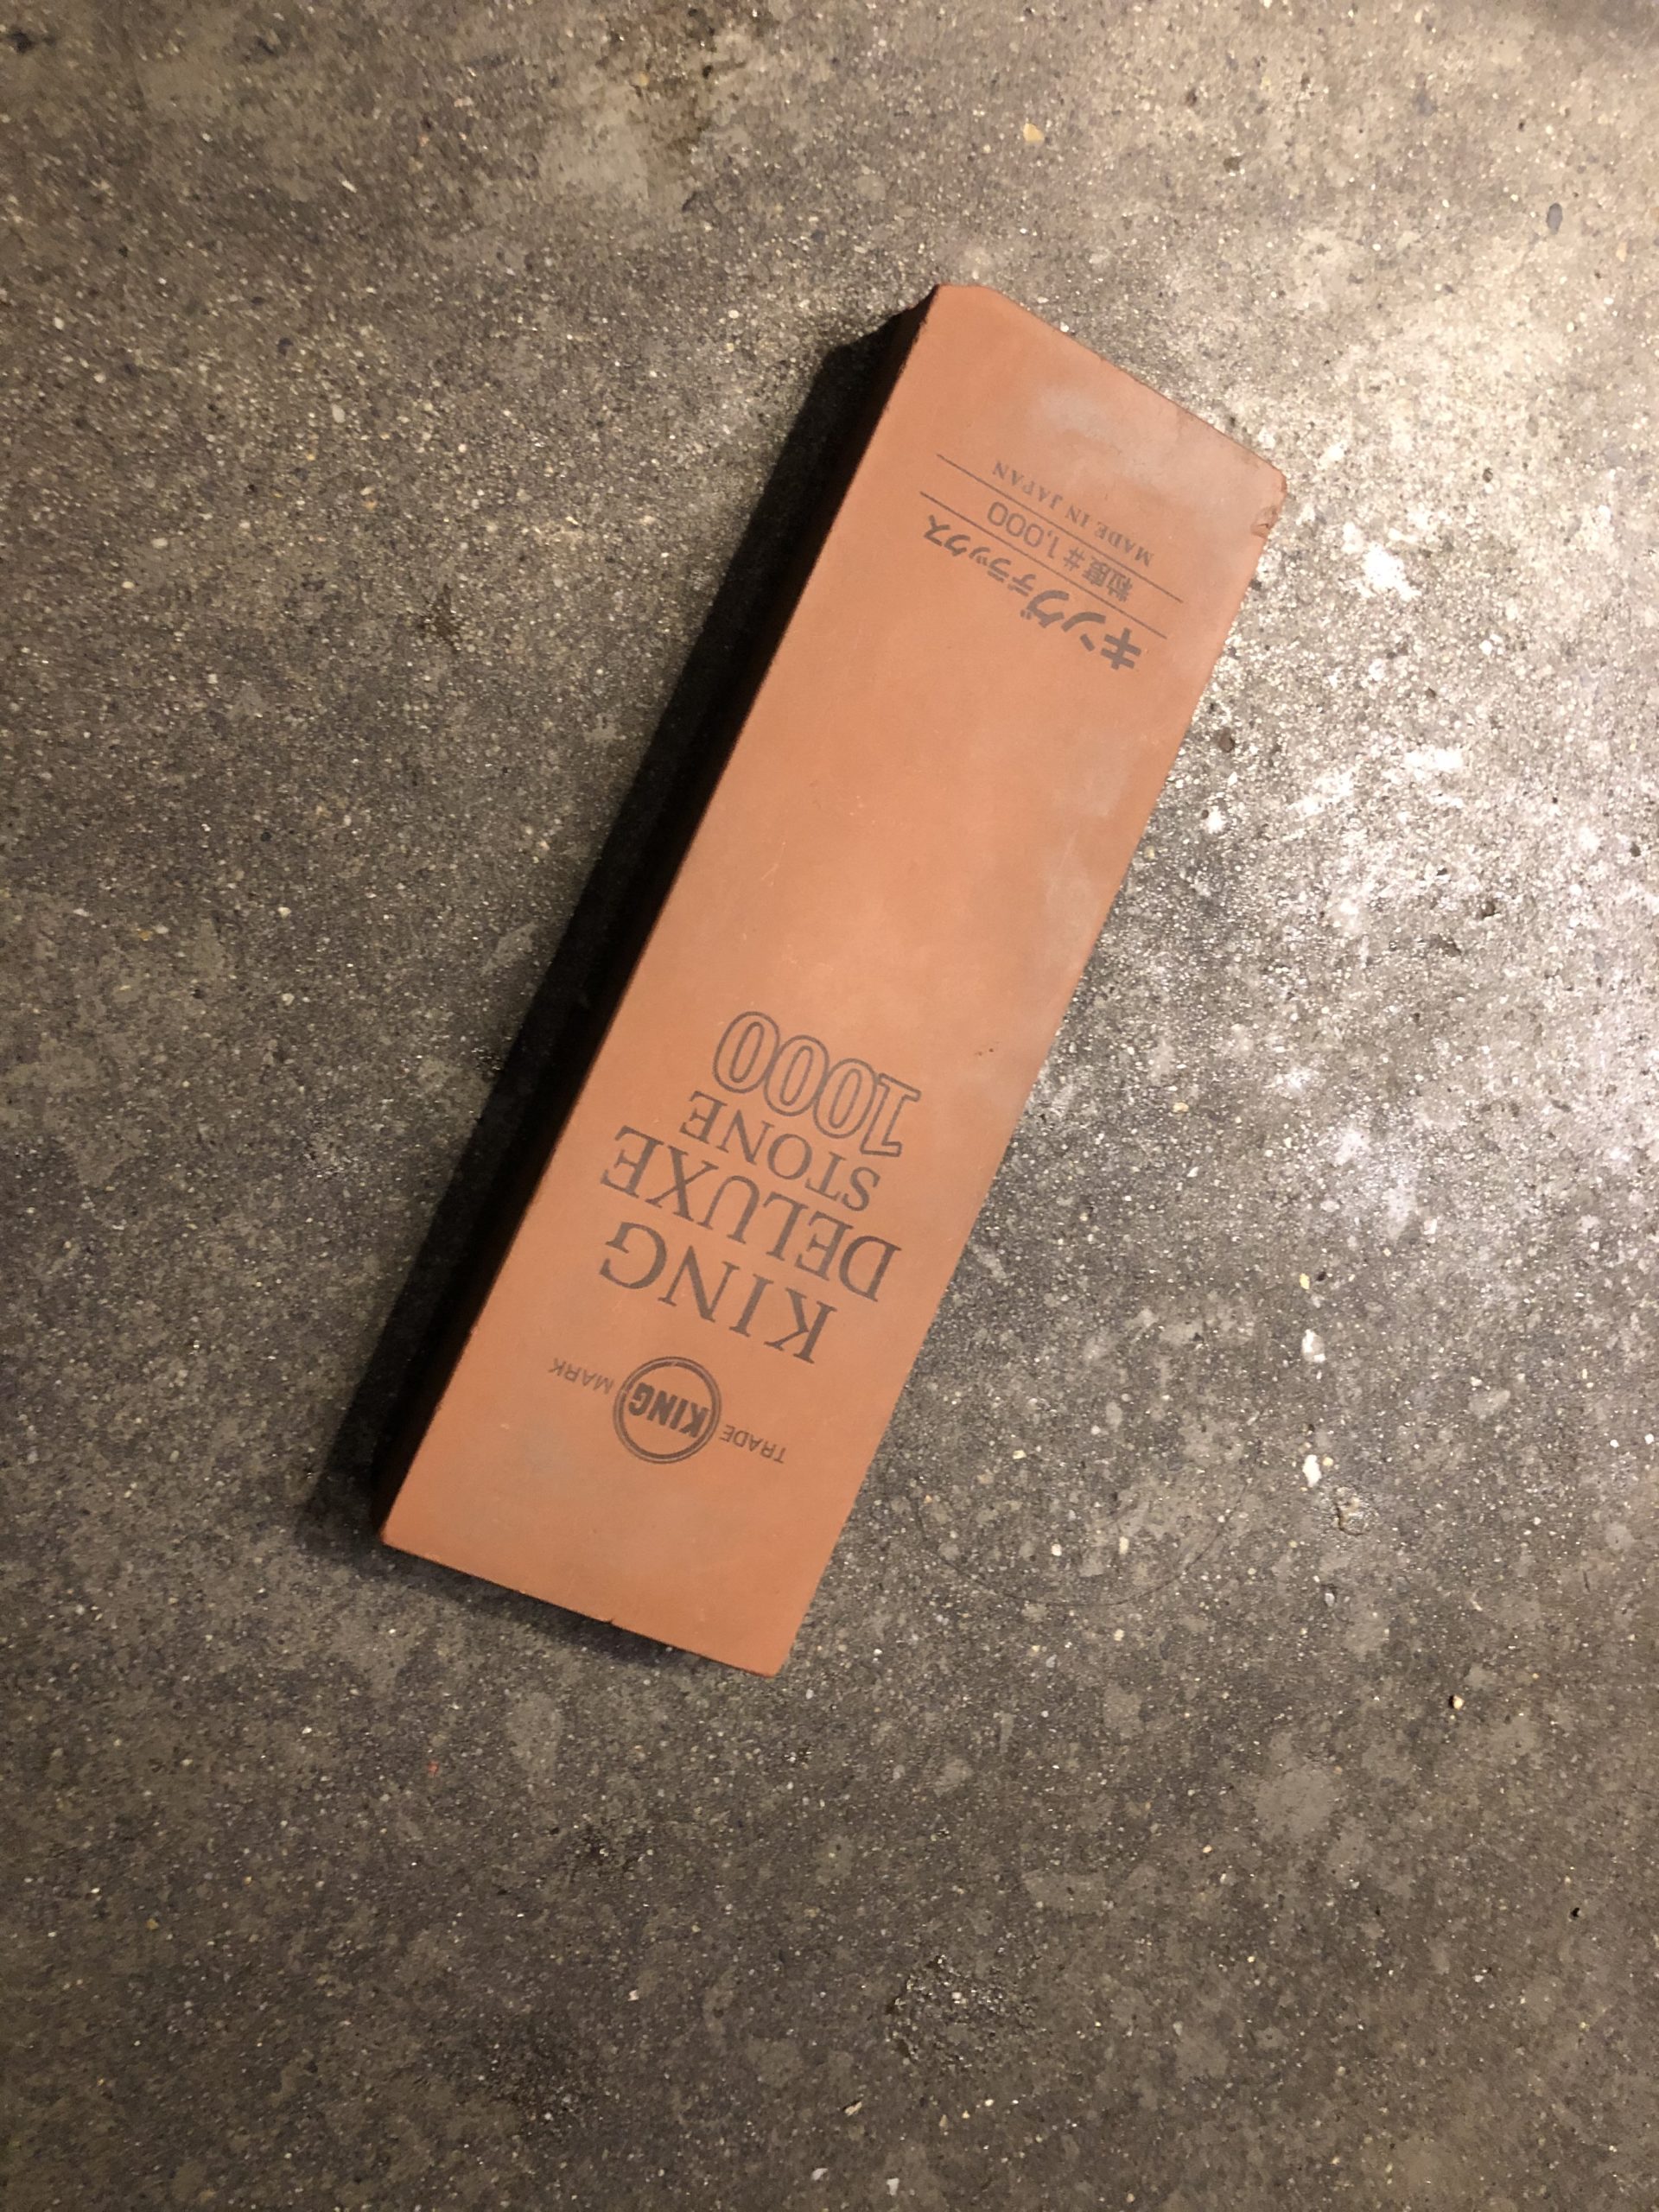 TRADE KING MARK
KING
DELUXE
STONE
1000
キングデラックス
粒度 # 1,000
MADE IN JAPAN